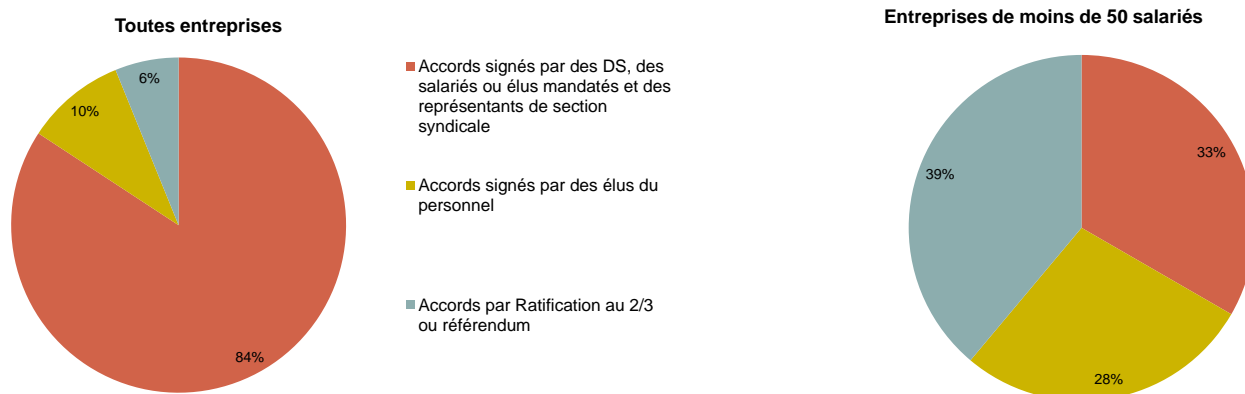 Toutes entreprises
6%
10%
84%
Accords signés par des DS, des
salariés ou élus mandatés et des
représentants de section
syndicale
Accords signés par des élus du
personnel
Accords par Ratification au 2/3
ou référendum
Entreprises de moins de 50 salariés
33%
39%
28%